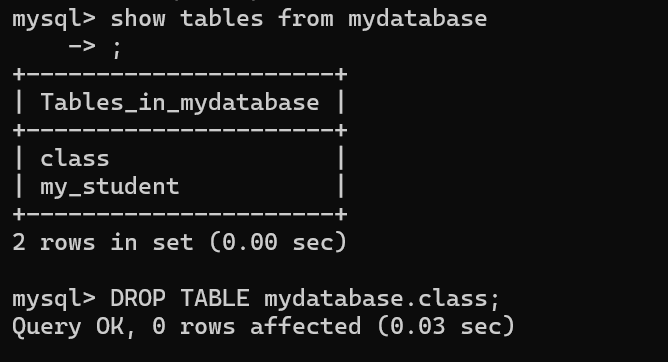 mysql> show tables from mydatabase
    -> ;
+----------------------+
| Tables_in_mydatabase |
+----------------------+
| class                |
| my_student           |
+----------------------+
2 rows in set (0.00 sec)

mysql> DROP TABLE mydatabase.class;
Query OK, 0 rows affected (0.03 sec)